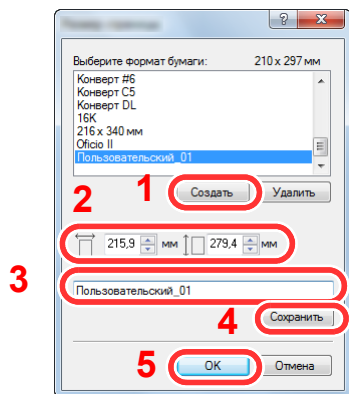 Выберите формат бумаги: 210 x 297 мм
Конверт #6
Конверт C5
Конверт DL
16K
216 x 340 мм
Oficio II
Пользовательский_01
1 Создать Удалить
2
215,9 мм 279,4 мм
3
Пользовательский_01
4 Сохранить
5 OK Отмена